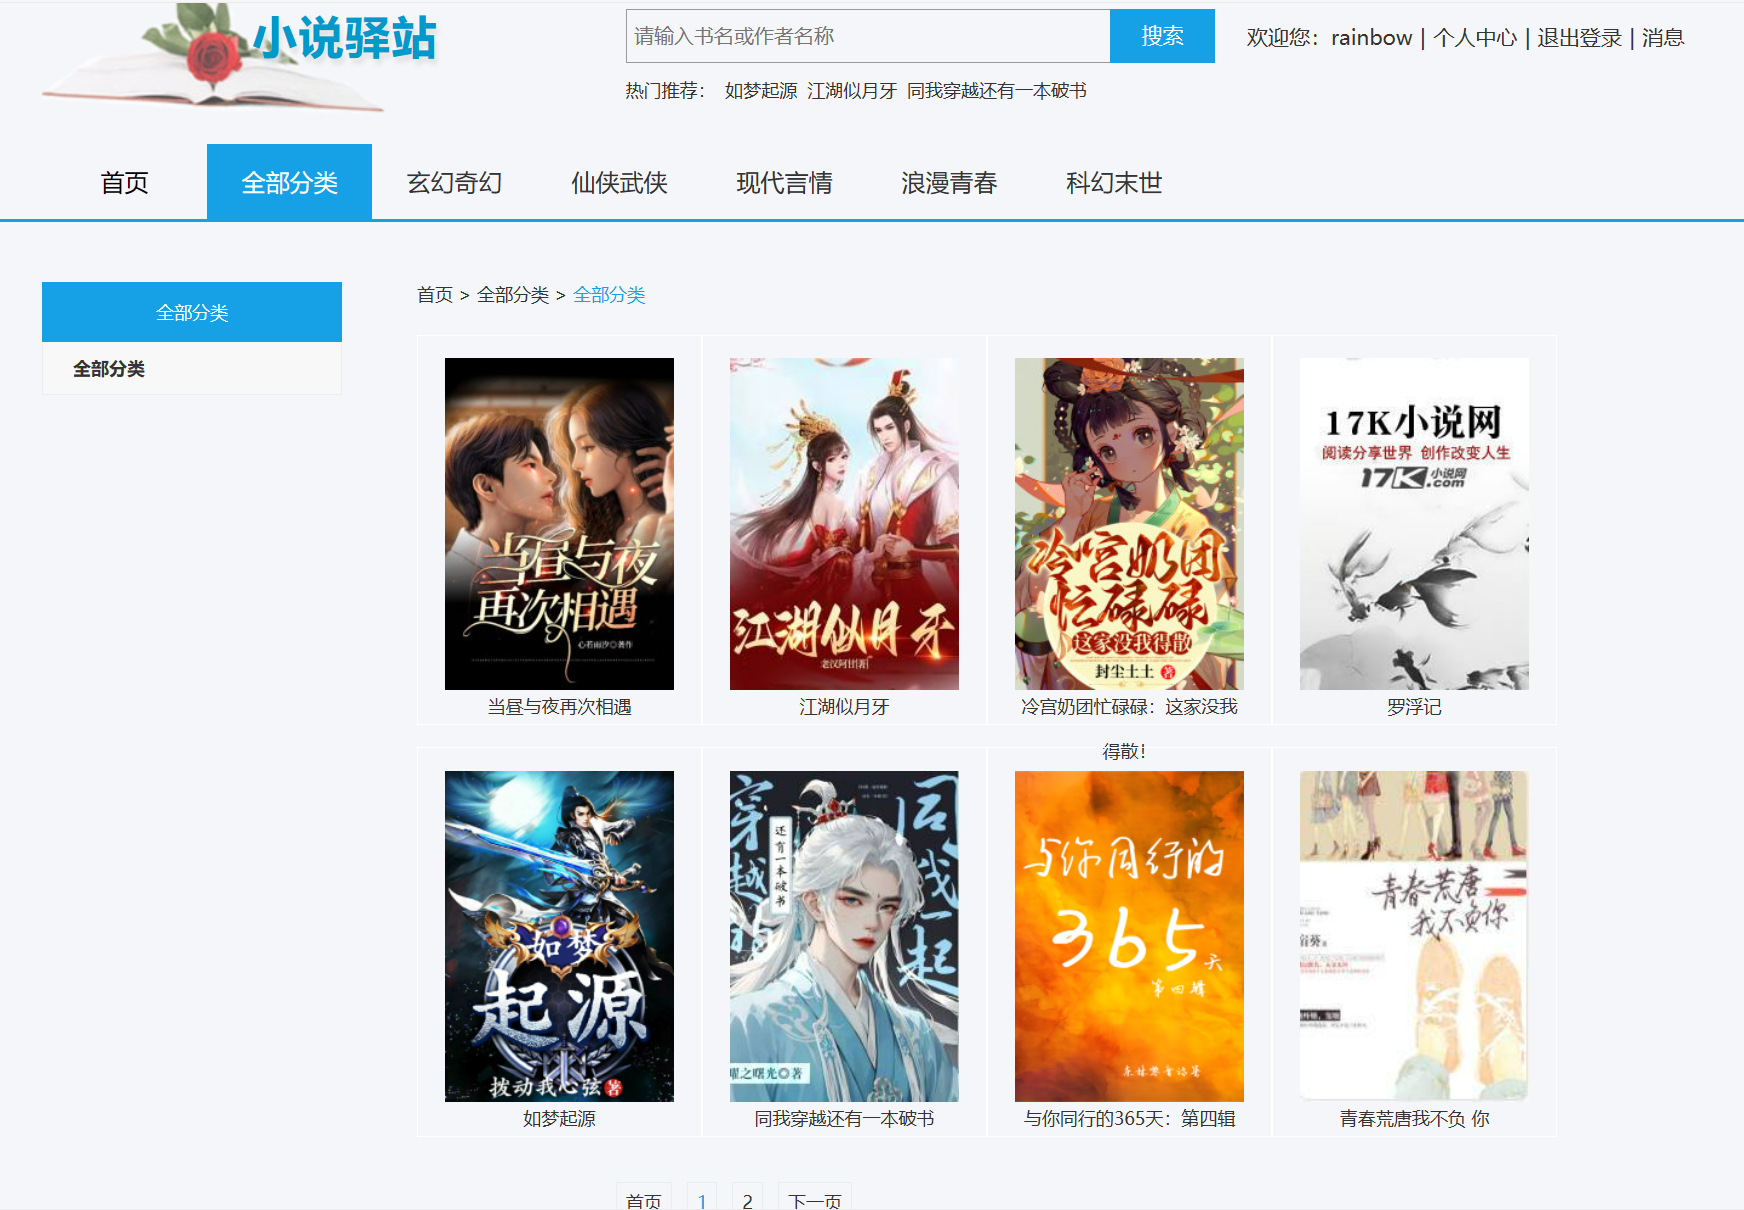 小说驿站
请输入书名或作者名称
搜索
欢迎您：rainbow | 个人中心 | 退出登录 | 消息
热门推荐： 如梦起源 江湖似月牙 同我穿越还有一本破书
首页 全部分类 玄幻奇幻 仙侠武侠 现代言情 浪漫青春 科幻末世
全部分类
全部分类
首页 > 全部分类 > 全部分类
当昼与夜
再次相遇
心若雨汐◎著作
当昼与夜再次相遇
江湖似月牙
老汉阿甘|著|
江湖似月牙
冷宫奶团
忙碌碌
这家没我得散
封尘土土 著
冷宫奶团忙碌碌：这家没我
得散！
17K小说网
阅读分享世界 创作改变人生
17K小说网
.com
罗浮记
如梦
起源
拨动我心弦 著
如梦起源
同我一起
穿越的
还有一本破书
曜之曙光◎著
同我穿越还有一本破书
与你同行的
365天
第四辑
与你同行的365天：第四辑
青春荒唐
我不负你
青春荒唐我不负 你
首页 1 2 下一页